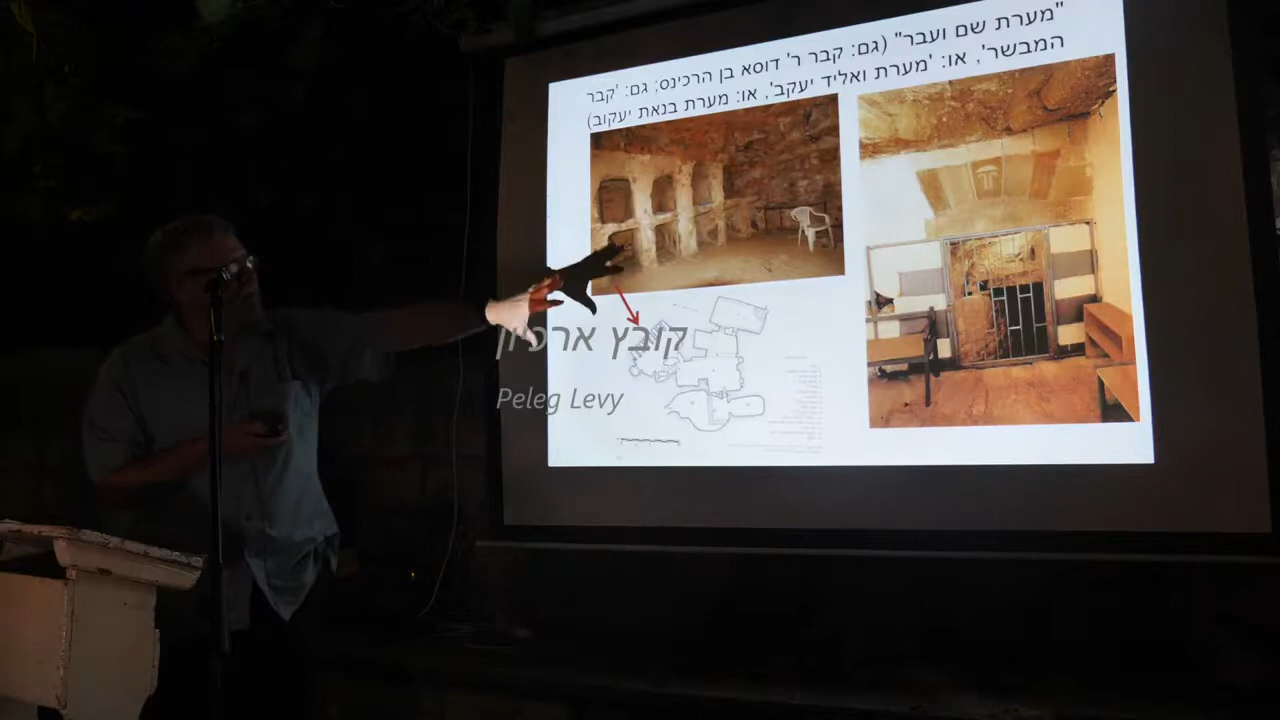 "מערת שם ועבר" (גם: קבר ר' דוסא בן הרכינס; גם: 'קבר
המבשר', או: 'מערת ואליד יעקב', או: מערת בנאת יעקוב)
קובץ ארכיון
Peleg Levy